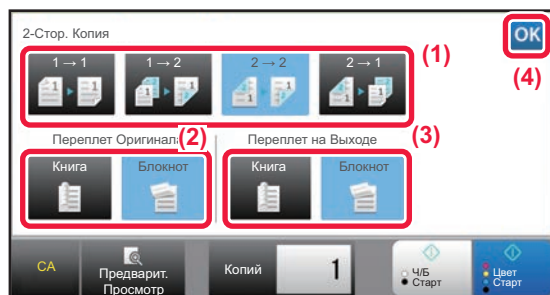 2-Стор. Копия
OK
1 → 1
1 → 2
2 → 2
2 → 1
(1)
(4)
Переплет Оригинала
(2)
Переплет на Выходе
(3)
Книга
Блокнот
Книга
Блокнот
CA
Предварит.
Просмотр
Копий
1
Ч/Б
Старт
Цвет
Старт